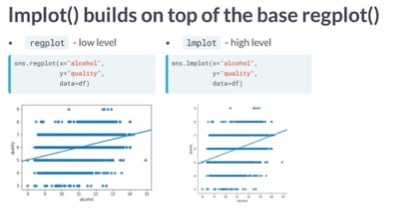 lmplot() builds on top of the base regplot()
• regplot - low level
sns.regplot(x="alcohol",
y="quality",
data=df)
• lmplot - high level
sns.lmplot(x="alcohol",
y="quality",
data=df)
quality
alcohol
quality
alcohol